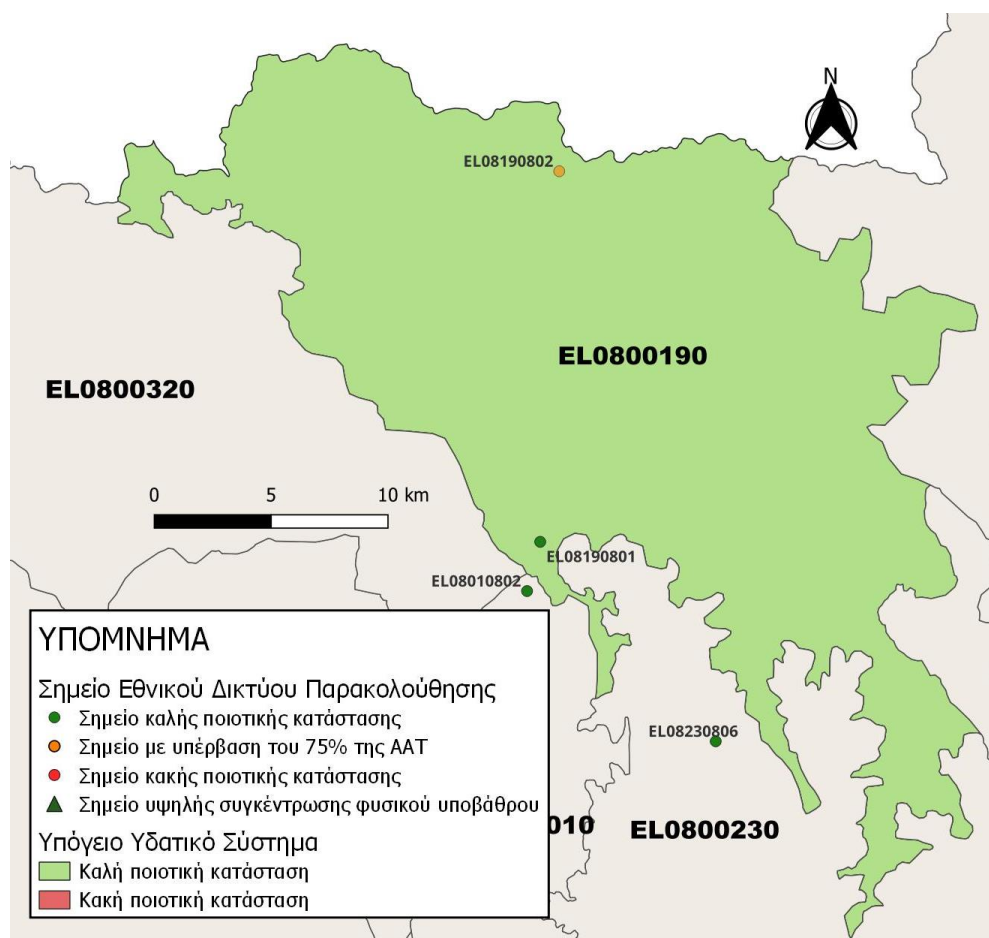 N
EL08190802
EL0800190
EL0800320
0 5 10 km
EL08190801
EL08010802
ΥΠΟΜΝΗΜΑ
Σημείο Εθνικού Δικτύου Παρακολούθησης
Σημείο καλής ποιοτικής κατάστασης
Σημείο με υπέρβαση του 75% της ΑΑΤ
Σημείο κακής ποιοτικής κατάστασης
Σημείο υψηλής συγκέντρωσης φυσικού υποβάθρου
Υπόγειο Υδατικό Σύστημα
Καλή ποιοτική κατάσταση
Κακή ποιοτική κατάσταση
EL08230806
010
EL0800230